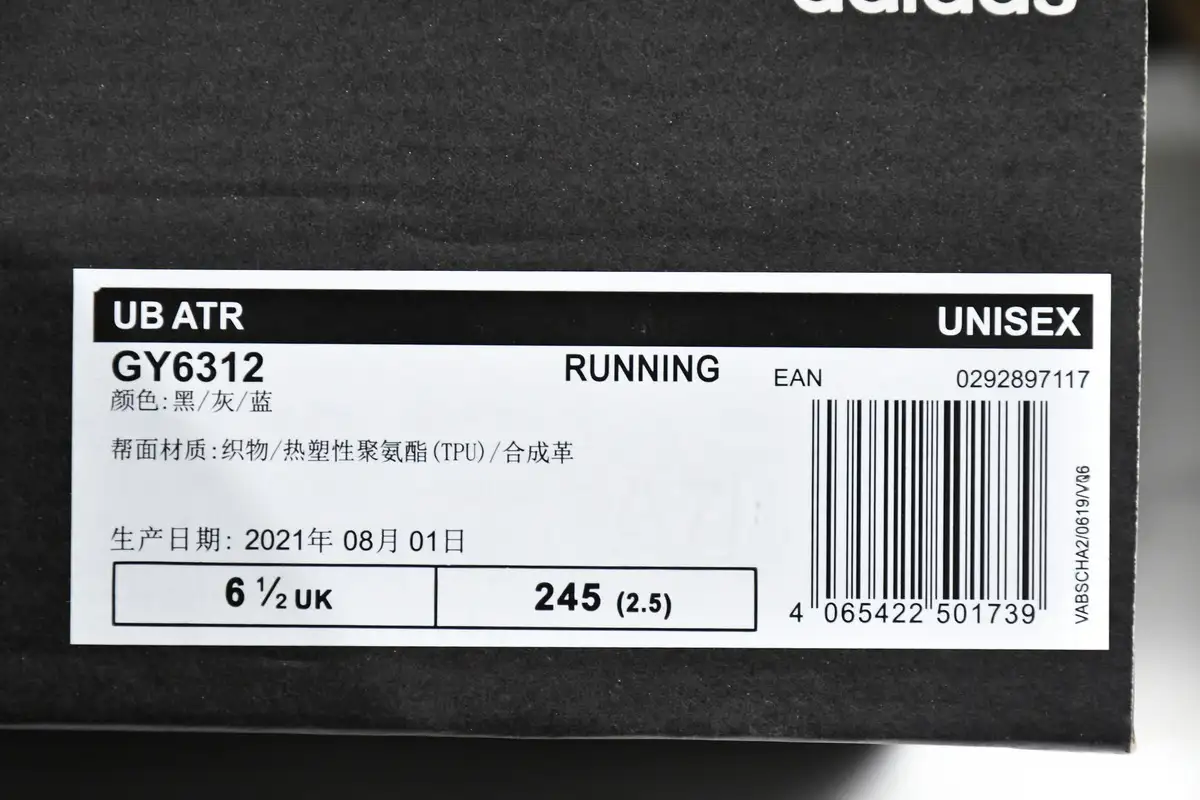 adidas
UB ATR UNISEX
GY6312 RUNNING EAN 0292897117
颜色:黑/灰/蓝
帮面材质:织物/热塑性聚氨酯(TPU)/合成革
生产日期: 2021年 08月 01日
6 ½ UK 245 (2.5)
4 065422 501739
VABSCHA2/0619/V06